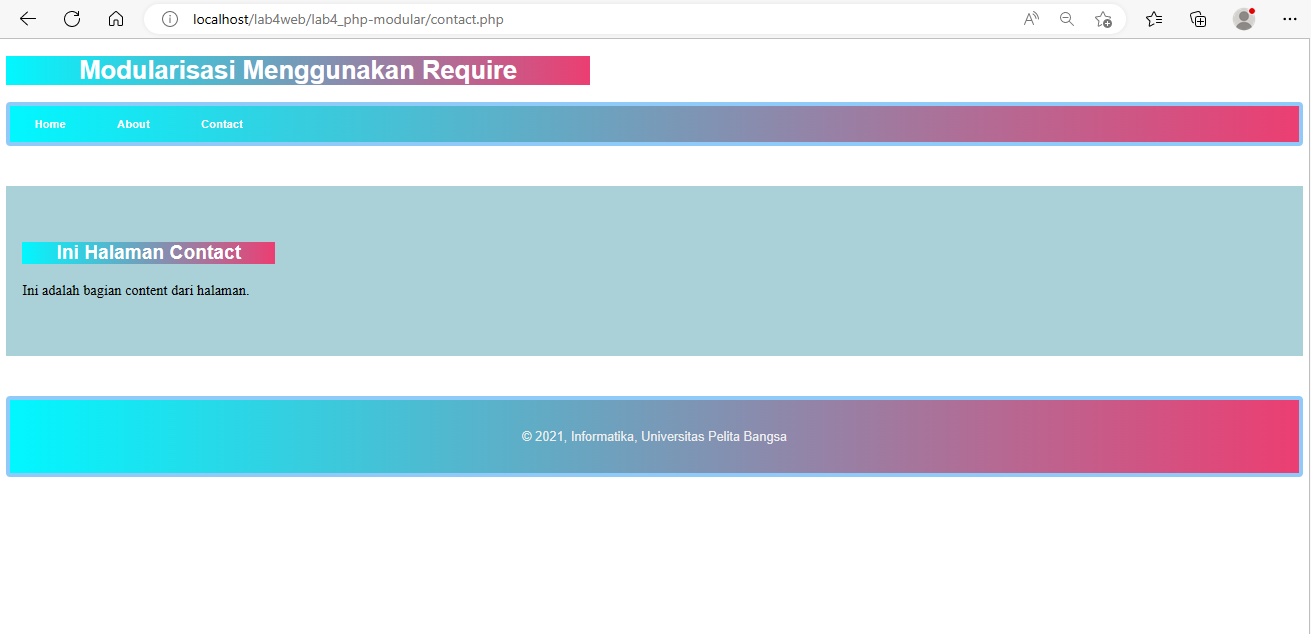 localhost/lab4web/lab4_php-modular/contact.php
Modularisasi Menggunakan Require
Home About Contact
Ini Halaman Contact
Ini adalah bagian content dari halaman.
© 2021, Informatika, Universitas Pelita Bangsa